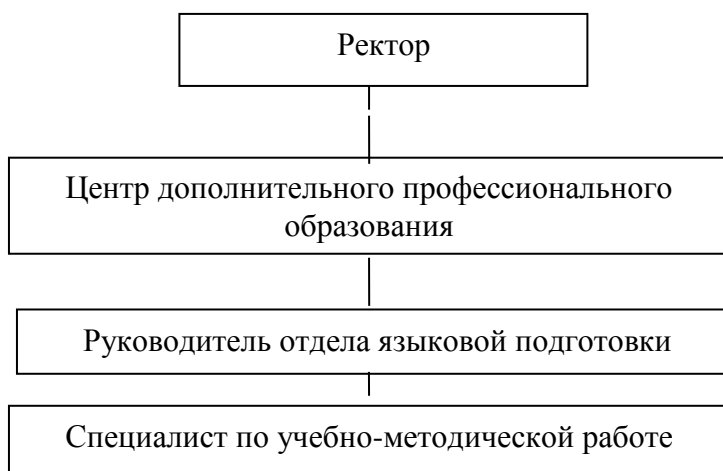 Ректор
Центр дополнительного профессионального
образования
Руководитель отдела языковой подготовки
Специалист по учебно-методической работе